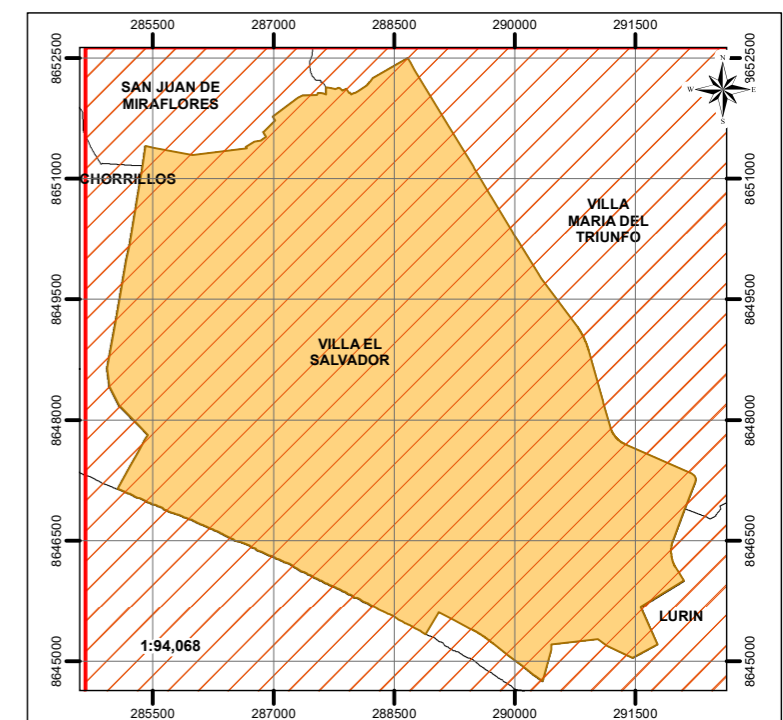 285500 287000 288500 290000 291500
8652500 8652500
N
W E
S
SAN JUAN DE
MIRAFLORES
8651000 8651000
CHORRILLOS
VILLA
MARIA DEL
TRIUNFO
8649500 8649500
VILLA EL
SALVADOR
8648000 8648000
8646500 8646500
LURIN
1:94,068
8645000 8645000
285500 287000 288500 290000 291500